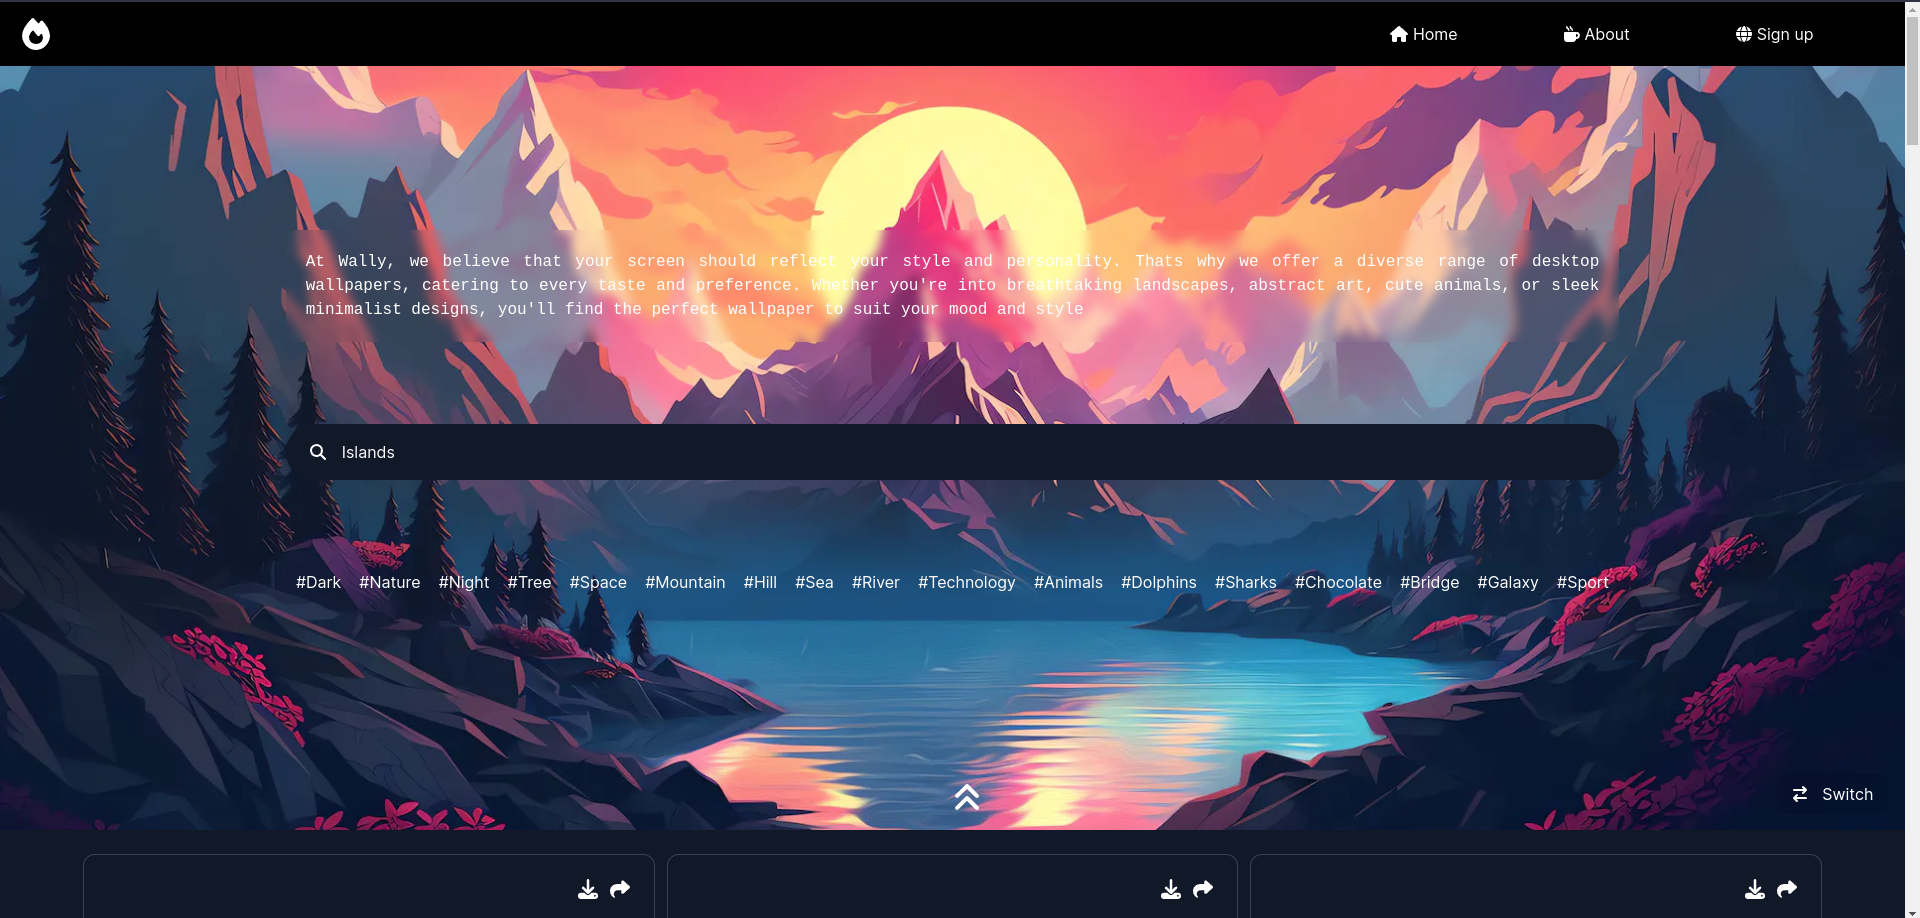 Home About Sign up
At Wally, we believe that your screen should reflect your style and personality. Thats why we offer a diverse range of desktop
wallpapers, catering to every taste and preference. Whether you're into breathtaking landscapes, abstract art, cute animals, or sleek
minimalist designs, you'll find the perfect wallpaper to suit your mood and style
Islands
#Dark #Nature #Night #Tree #Space #Mountain #Hill #Sea #River #Technology #Animals #Dolphins #Sharks #Chocolate #Bridge #Galaxy #Sport
Switch